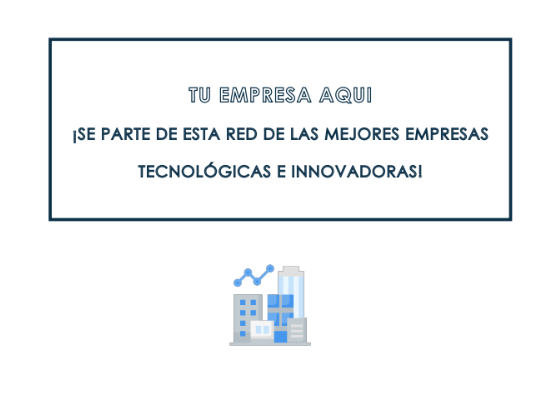 TU EMPRESA AQUI
¡SE PARTE DE ESTA RED DE LAS MEJORES EMPRESAS
TECNOLÓGICAS E INNOVADORAS!